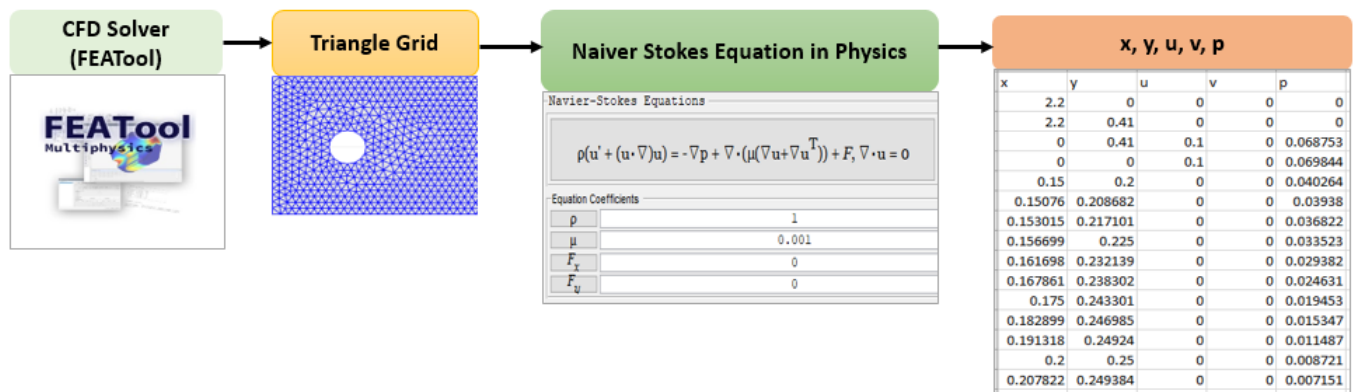 CFD Solver
(FEATool)
FEATool
Multiphysics
Triangle Grid
Naiver Stokes Equation in Physics
Navier-Stokes Equations
ρ(u' + (u·∇)u) = -∇p + ∇·(μ(∇u+∇u^T)) + F, ∇·u = 0
Equation Coefficients
ρ 1
μ 0.001
F_x 0
F_y 0
x, y, u, v, p
x y u v p
2.2 0 0 0 0
2.2 0.41 0 0 0
0 0.41 0.1 0 0.068753
0 0 0.1 0 0.069844
0.15 0.2 0 0 0.040264
0.15076 0.208682 0 0 0.03938
0.153015 0.217101 0 0 0.036822
0.156699 0.225 0 0 0.033523
0.161698 0.232139 0 0 0.029382
0.167861 0.238302 0 0 0.024631
0.175 0.243301 0 0 0.019453
0.182899 0.246985 0 0 0.015347
0.191318 0.24924 0 0 0.011487
0.2 0.25 0 0 0.008721
0.207822 0.249384 0 0 0.007151